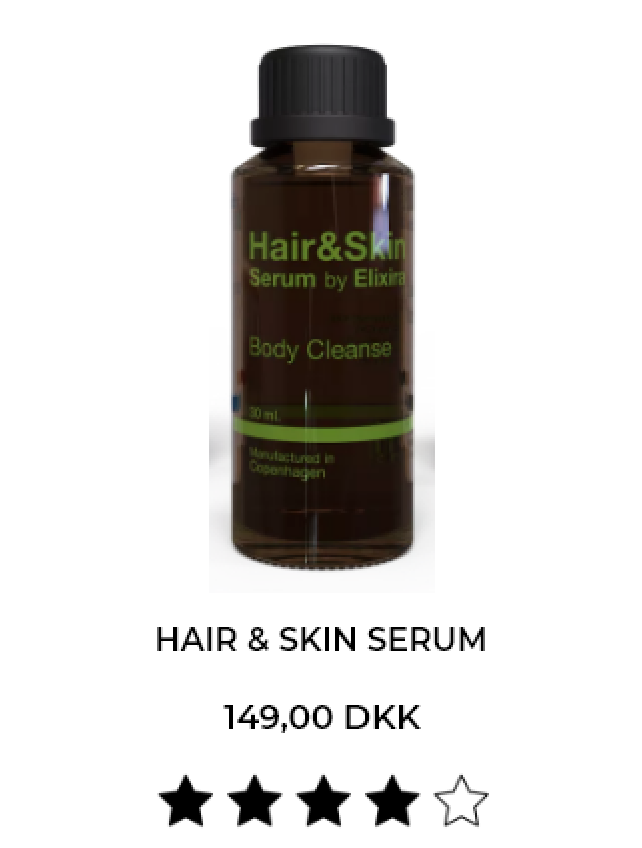 Hair&Skin
Serum by Elixira
Body Cleanse
30 ml.
Manufactured in
Copenhagen
HAIR & SKIN SERUM
149,00 DKK